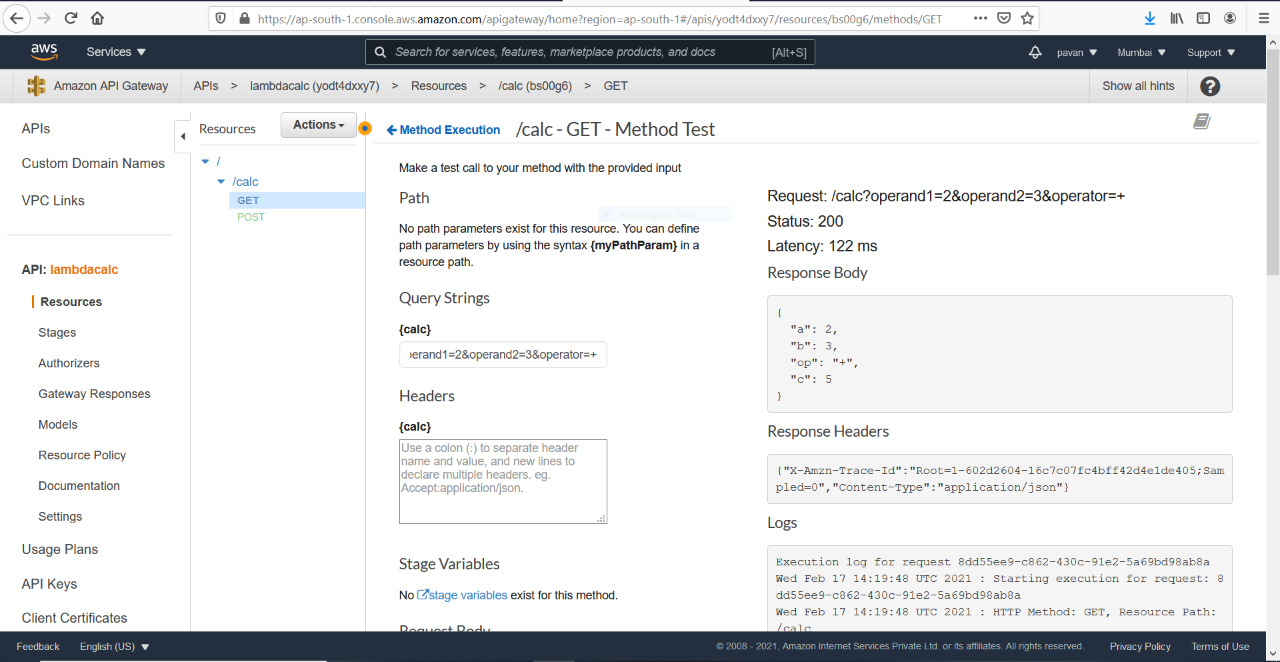 https://ap-south-1.console.aws.amazon.com/apigateway/home?region=ap-south-1#/apis/yodt4dxxy7/resources/bs00g6/methods/GET
aws
Services
Search for services, features, marketplace products, and docs
[Alt+S]
pavan
Mumbai
Support
Amazon API Gateway
APIs > lambdacalc (yodt4dxxy7) > Resources > /calc (bs00g6) > GET
Show all hints
?
APIs
Custom Domain Names
VPC Links
API: lambdacalc
Resources
Stages
Authorizers
Gateway Responses
Models
Resource Policy
Documentation
Settings
Usage Plans
API Keys
Client Certificates
Resources
Actions
/
/calc
GET
POST
Method Execution
/calc - GET - Method Test
Make a test call to your method with the provided input
Path
Rectangular Snip
No path parameters exist for this resource. You can define
path parameters by using the syntax {myPathParam} in a
resource path.
Query Strings
{calc}
perand1=2&operand2=3&operator=+
Headers
{calc}
Use a colon (:) to separate header
name and value, and new lines to
declare multiple headers. eg.
Accept:application/json.
Stage Variables
No stage variables exist for this method.
Request Body
Request: /calc?operand1=2&operand2=3&operator=+
Status: 200
Latency: 122 ms
Response Body
{
"a": 2,
"b": 3,
"op": "+",
"c": 5
}
Response Headers
{"X-Amzn-Trace-Id":"Root=1-602d2604-16c7c07fc4bff42d4e1de405;Sam
pled=0","Content-Type":"application/json"}
Logs
Execution log for request 8dd55ee9-c862-430c-91e2-5a69bd98ab8a
Wed Feb 17 14:19:48 UTC 2021 : Starting execution for request: 8
dd55ee9-c862-430c-91e2-5a69bd98ab8a
Wed Feb 17 14:19:48 UTC 2021 : HTTP Method: GET, Resource Path:
/calc
Feedback
English (US)
© 2008 - 2021, Amazon Internet Services Private Ltd. or its affiliates. All rights reserved.
Privacy Policy
Terms of Use